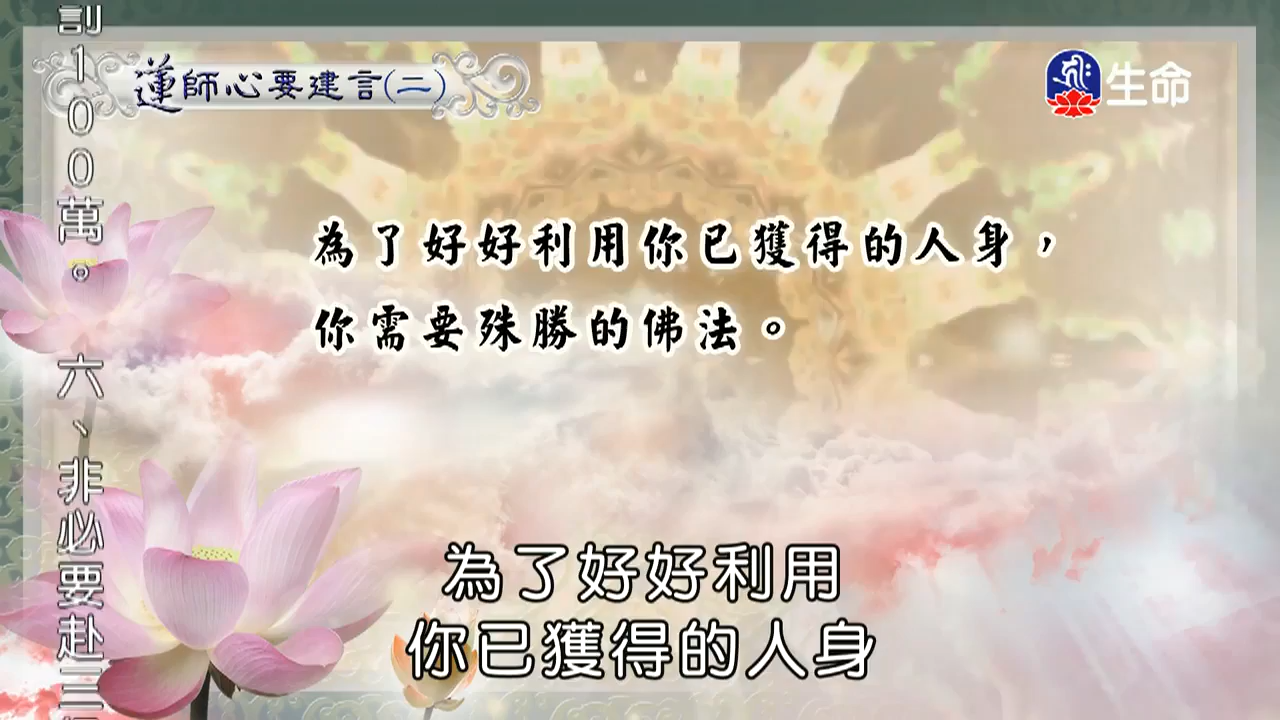 蓮師心要建言(二)
生命
為了好好利用你已獲得的人身，
你需要殊勝的佛法。
為了好好利用
你已獲得的人身
100萬。六、非必要赴三